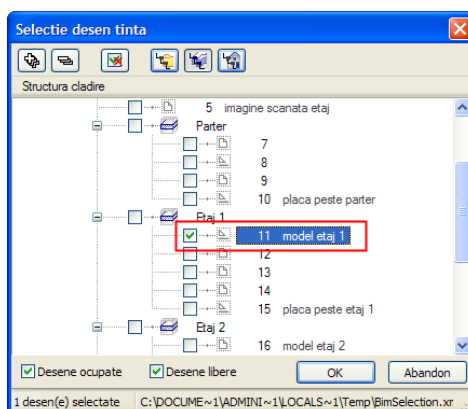 Selectie desen tinta
Structura cladire
5 imagine scanata etaj
Parter
7
8
9
10 placa peste parter
Etaj 1
11 model etaj 1
12
13
14
15 placa peste etaj 1
Etaj 2
16 model etaj 2
Desene ocupate Desene libere OK Abandon
1 desen(e) selectate C:\DOCUME~1\ADMINI~1\LOCALS~1\Temp\BimSelection.xr